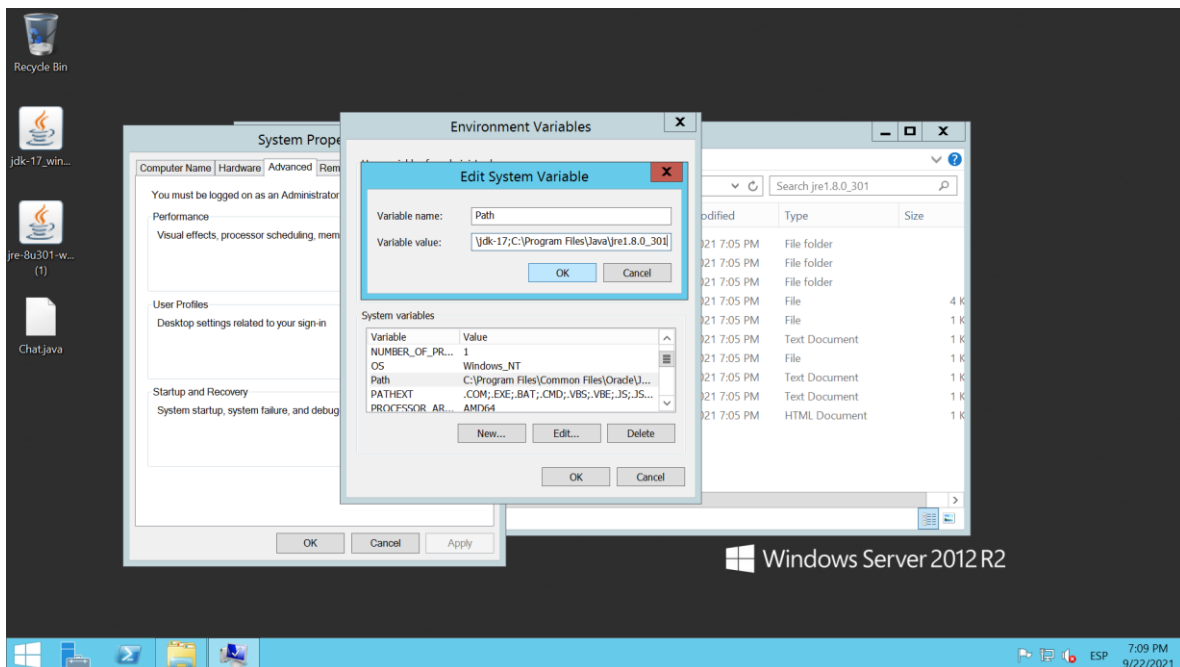 Recycle Bin
jdk-17_win...
jre-8u301-w...
(1)
Chat.java
System Prope
Computer Name Hardware Advanced Rem
You must be logged on as an Administrator
Performance
Visual effects, processor scheduling, mem
User Profiles
Desktop settings related to your sign-in
Startup and Recovery
System startup, system failure, and debug
OK Cancel Apply
Environment Variables
Edit System Variable
Variable name: Path
Variable value: \jdk-17;C:\Program Files\Java\jre1.8.0_301
OK Cancel
System variables
Variable Value
NUMBER_OF_PR... 1
OS Windows_NT
Path C:\Program Files\Common Files\Oracle\J...
PATHEXT .COM;.EXE;.BAT;.CMD;.VBS;.VBE;.JS;.JS...
PROCESSOR_AR... AMD64
New... Edit... Delete
OK Cancel
Search jre1.8.0_301
odified Type Size
021 7:05 PM File folder
021 7:05 PM File folder
021 7:05 PM File folder
021 7:05 PM File 4 K
021 7:05 PM File 1 K
021 7:05 PM Text Document 1 K
021 7:05 PM File 1 K
021 7:05 PM Text Document 1 K
021 7:05 PM Text Document 1 K
021 7:05 PM HTML Document 1 K
Windows Server 2012 R2
ESP
7:09 PM
9/22/2021